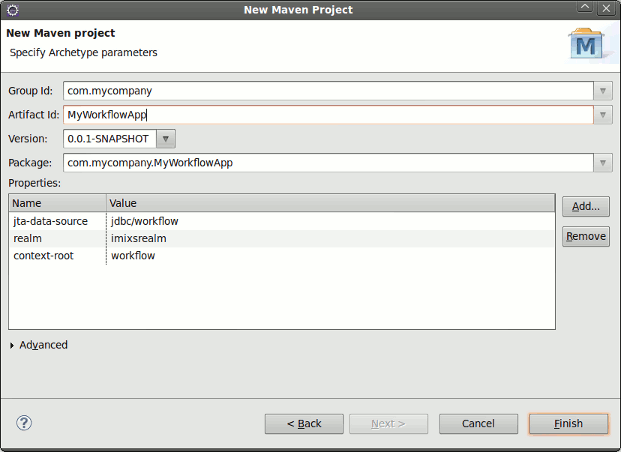 New Maven Project
New Maven project
Specify Archetype parameters
M
Group Id: com.mycompany
Artifact Id: MyWorkflowApp
Version: 0.0.1-SNAPSHOT
Package: com.mycompany.MyWorkflowApp
Properties:
Name Value
jta-data-source jdbc/workflow
realm imixsrealm
context-root workflow
Add...
Remove
Advanced
? < Back Next > Cancel Finish